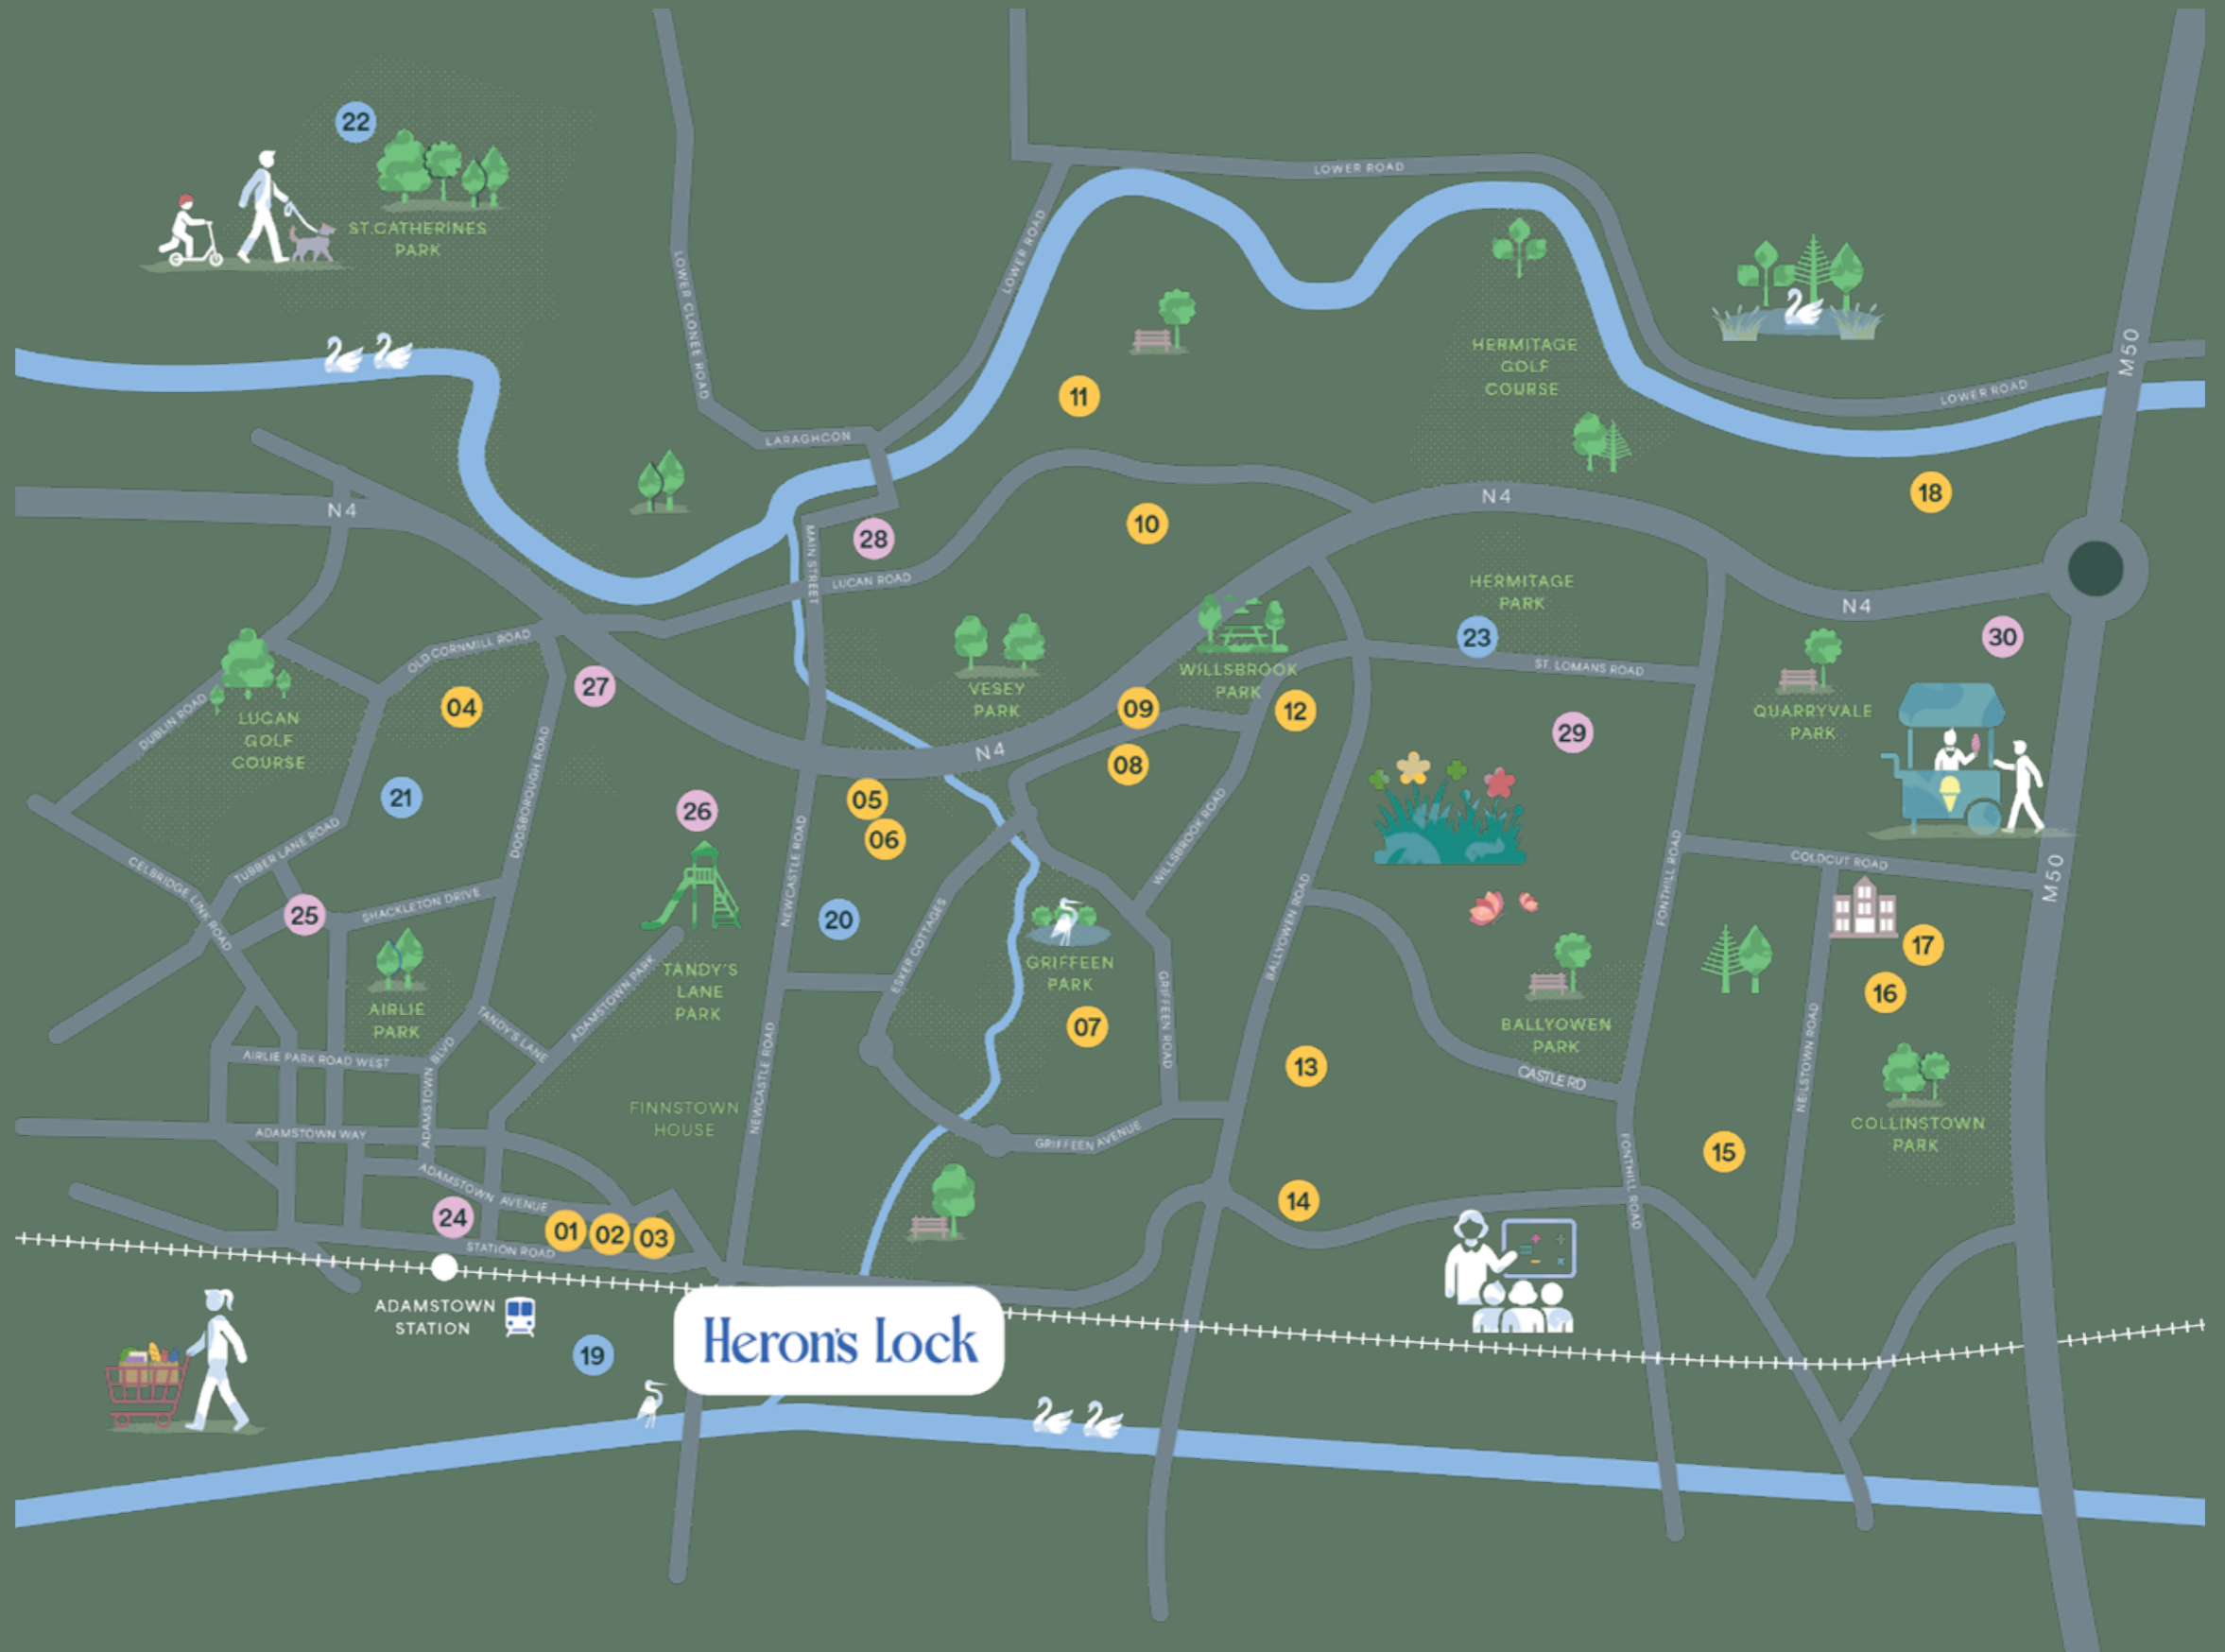 22
ST.CATHERINES
PARK
LOWER ROAD
LOWER ROAD
LOWER CLONEE ROAD
HERMITAGE
GOLF
COURSE
M50
LOWER ROAD
11
LARAGHCON
N4
N4
18
10
28
MAIN STREET
LUCAN ROAD
HERMITAGE
PARK
N4
23
30
OLD CORNMILL ROAD
ST. LOMANS ROAD
WILLSBROOK
PARK
VESEY
PARK
27
04
09
12
DUBLIN ROAD
LUCAN
GOLF
COURSE
QUARRYVALE
PARK
29
N4
08
21
05
26
06
DODSBOROUGH ROAD
NEWCASTLE ROAD
WILLSBROOK ROAD
TUBBER LANE ROAD
CELBRIDGE LINK ROAD
FONTHILL ROAD
COLDCUT ROAD
M50
25
SHACKLETON DRIVE
20
ESKER COTTAGES
BALLYOWEN ROAD
17
GRIFFEEN
PARK
TANDY'S
LANE
PARK
ADAMSTOWN PARK
16
AIRLIE
PARK
TANDY'S LANE
07
GRIFFEEN ROAD
BALLYOWEN
PARK
NEILSTOWN ROAD
AIRLIE PARK ROAD WEST
ADAMSTOWN BLVD
NEWCASTLE ROAD
13
CASTLE RD
FINNSTOWN
HOUSE
COLLINSTOWN
PARK
ADAMSTOWN WAY
GRIFFEEN AVENUE
15
FONTHILL ROAD
ADAMSTOWN AVENUE
14
24
01
02
03
STATION ROAD
ADAMSTOWN
STATION
19
Heron's Lock